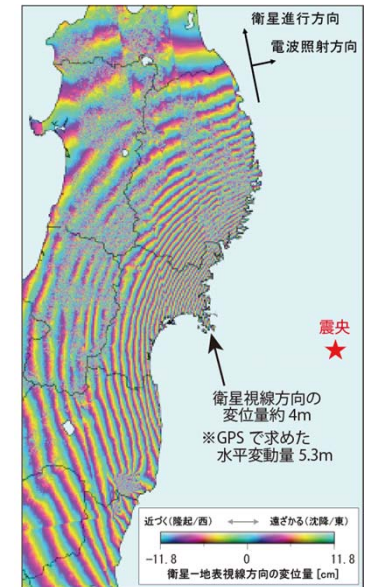 衛星進行方向
電波照射方向
震央
衛星視線方向の
変位量約 4m
※GPS で求めた
水平変動量 5.3m
近づく(隆起/西)
遠ざかる(沈降/東)
-11.8 0 11.8
衛星ー地表視線方向の変位量 [cm]